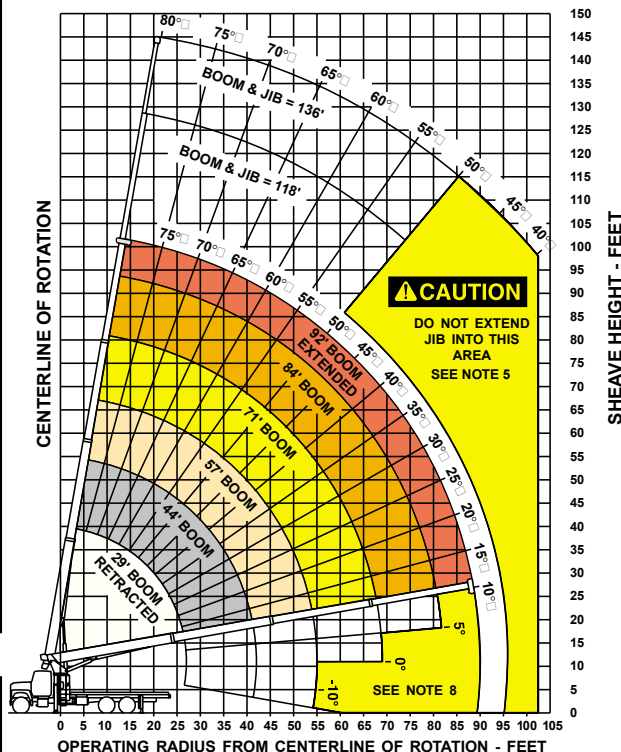 80° 75° 70° 65° 60° 55° 50° 45° 40°
BOOM & JIB = 136'
BOOM & JIB = 118'
75° 70° 65° 60° 55° 50° 45° 40° 35° 30° 25° 20° 15° 10°
5°
0°
-10°
CAUTION
DO NOT EXTEND
JIB INTO THIS
AREA
SEE NOTE 5
92' BOOM
EXTENDED
84' BOOM
71' BOOM
57' BOOM
44' BOOM
29' BOOM
RETRACTED
SEE NOTE 8
CENTERLINE OF ROTATION
SHEAVE HEIGHT - FEET
150
145
140
135
130
125
120
115
110
105
100
95
90
85
80
75
70
65
60
55
50
45
40
35
30
25
20
15
10
5
0
0 5 10 15 20 25 30 35 40 45 50 55 60 65 70 75 80 85 90 95 100 105
OPERATING RADIUS FROM CENTERLINE OF ROTATION - FEET